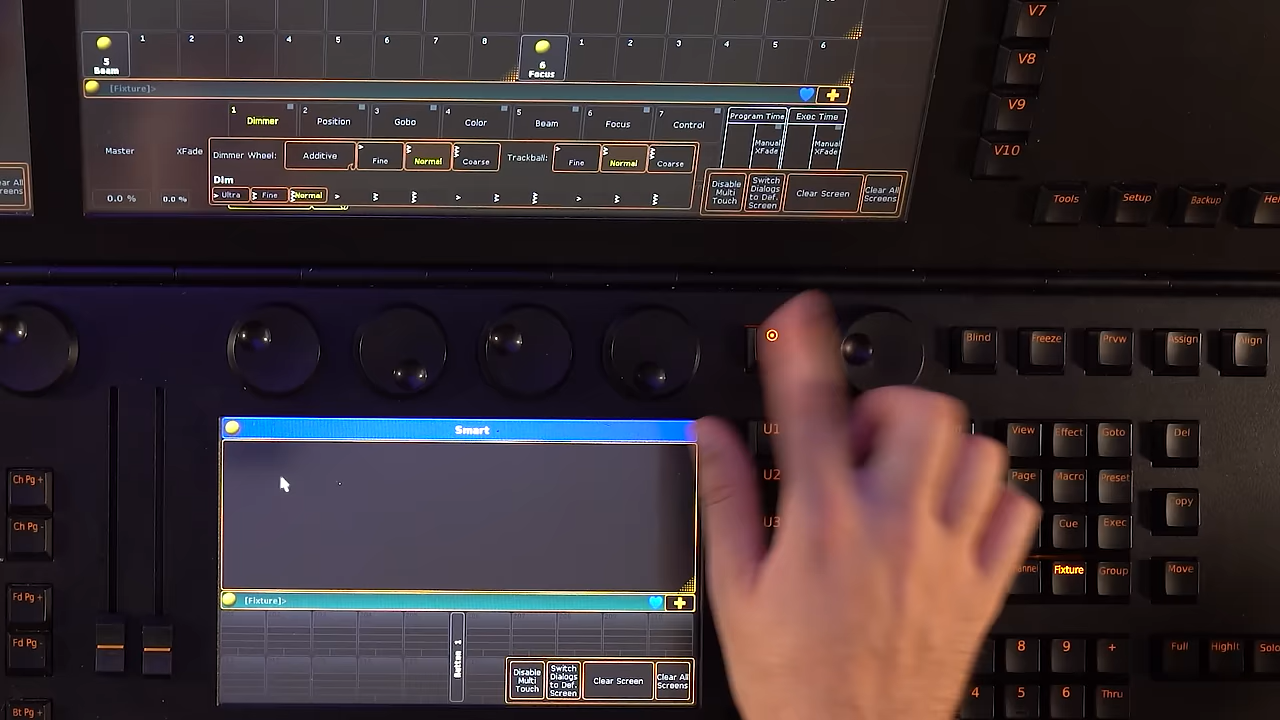 1 2 3 4 5 6 7 8 1 2 3 4 5 6
5
Beam
6
Focus
[Fixture]>
1 Dimmer 2 Position 3 Gobo 4 Color 5 Beam 6 Focus 7 Control
Program Time Exec Time
Master XFade
Dimmer Wheel: Additive Fine Normal Coarse Trackball: Fine Normal Coarse
Manual XFade Manual XFade
Dim
Ultra Fine Normal
0.0 % 0.0 %
Disable Multi Touch
Switch Dialogs to Def. Screen
Clear Screen
Clear All Screens
ar All
creens
V7
V8
V9
V10
Tools Setup Backup
Blind Freeze Prvw Assign Align
Smart
[Fixture]>
Button 1
Disable Multi Touch
Switch Dialogs to Def. Screen
Clear Screen
Clear All Screens
Ch Pg +
Ch Pg -
Fd Pg +
Fd Pg -
Bt Pg +
U1
U2
U3
View Effect Goto Del
Page Macro Preset
Copy
Cue Exec
Fixture Group Move
8 9 +
Full Highlt Solo
4 5 6 Thru